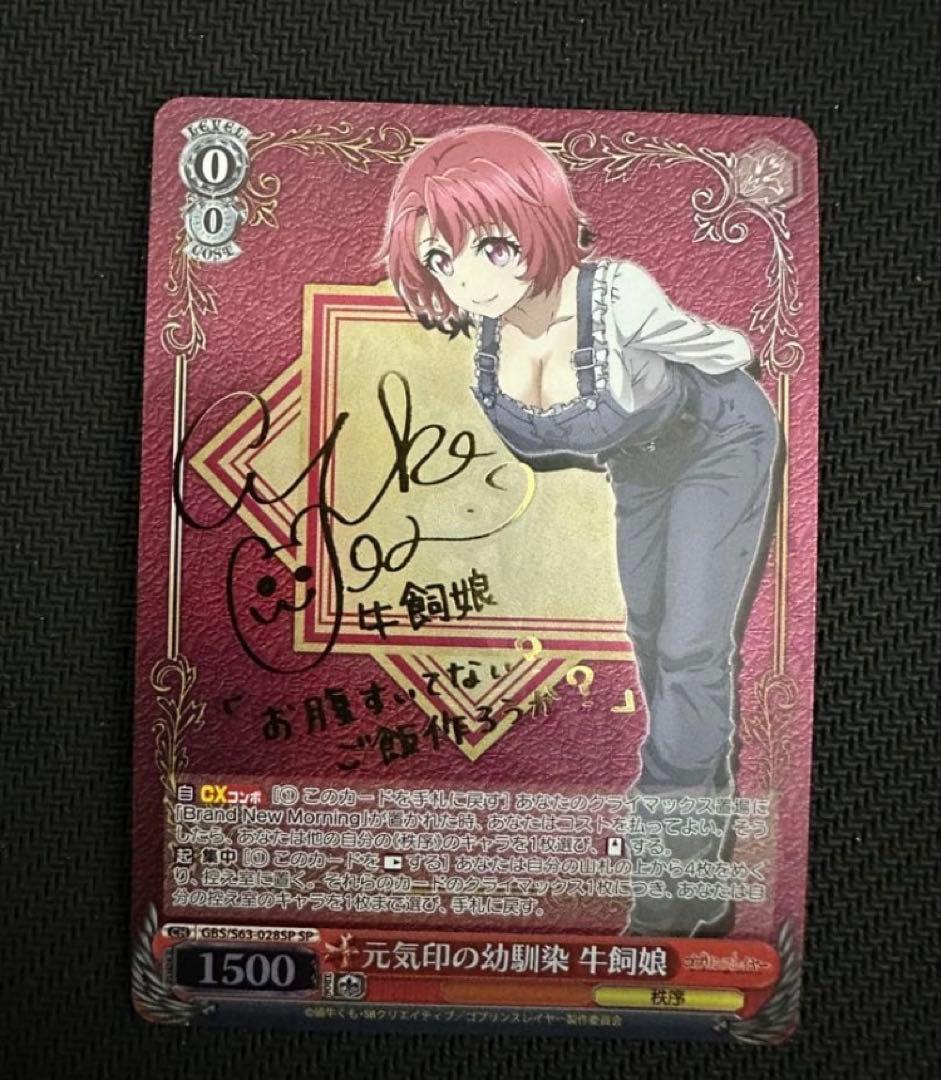 LEVEL
0
0
COST
牛飼娘
「お腹すいてない?
ご飯作ろうか?」
自 CXコンボ [① このカードを手札に戻す] あなたのクライマックス置場に
「Brand New Morning」が置かれた時、あなたはコストを払ってよい。そう
したら、あなたは他の自分の《秩序》のキャラを1枚選び、する。
起 集中 [① このカードをする] あなたは自分の山札の上から4枚をめく
り、控え室に置く。それらのカードのクライマックス1枚につき、あなたは自
分の控え室のキャラを1枚まで選び、手札に戻す。
CH GBS/S63-028SP SP
1500 元気印の幼馴染 牛飼娘 ゴブリンスレイヤー
秩序
©蝸牛くも・SBクリエイティブ/ゴブリンスレイヤー製作委員会